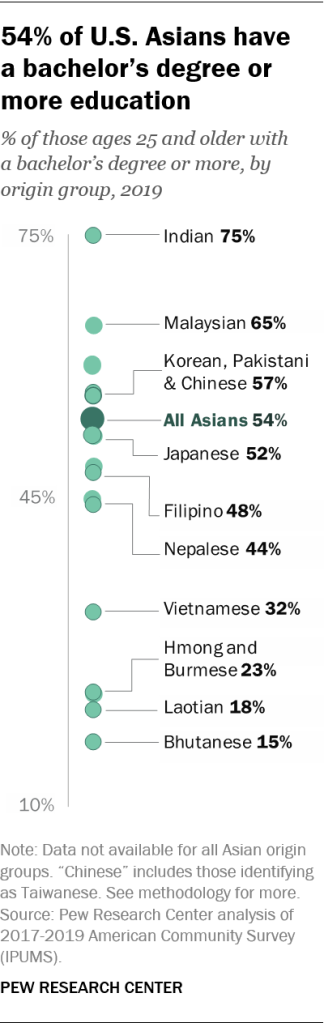 54% of U.S. Asians have
a bachelor's degree or
more education
% of those ages 25 and older with
a bachelor's degree or more, by
origin group, 2019
75%
Indian 75%
Malaysian 65%
Korean, Pakistani
& Chinese 57%
All Asians 54%
Japanese 52%
45%
Filipino 48%
Nepalese 44%
Vietnamese 32%
Hmong and
Burmese 23%
Laotian 18%
Bhutanese 15%
10%
Note: Data not available for all Asian origin
groups. “Chinese” includes those identifying
as Taiwanese. See methodology for more.
Source: Pew Research Center analysis of
2017-2019 American Community Survey
(IPUMS).
PEW RESEARCH CENTER